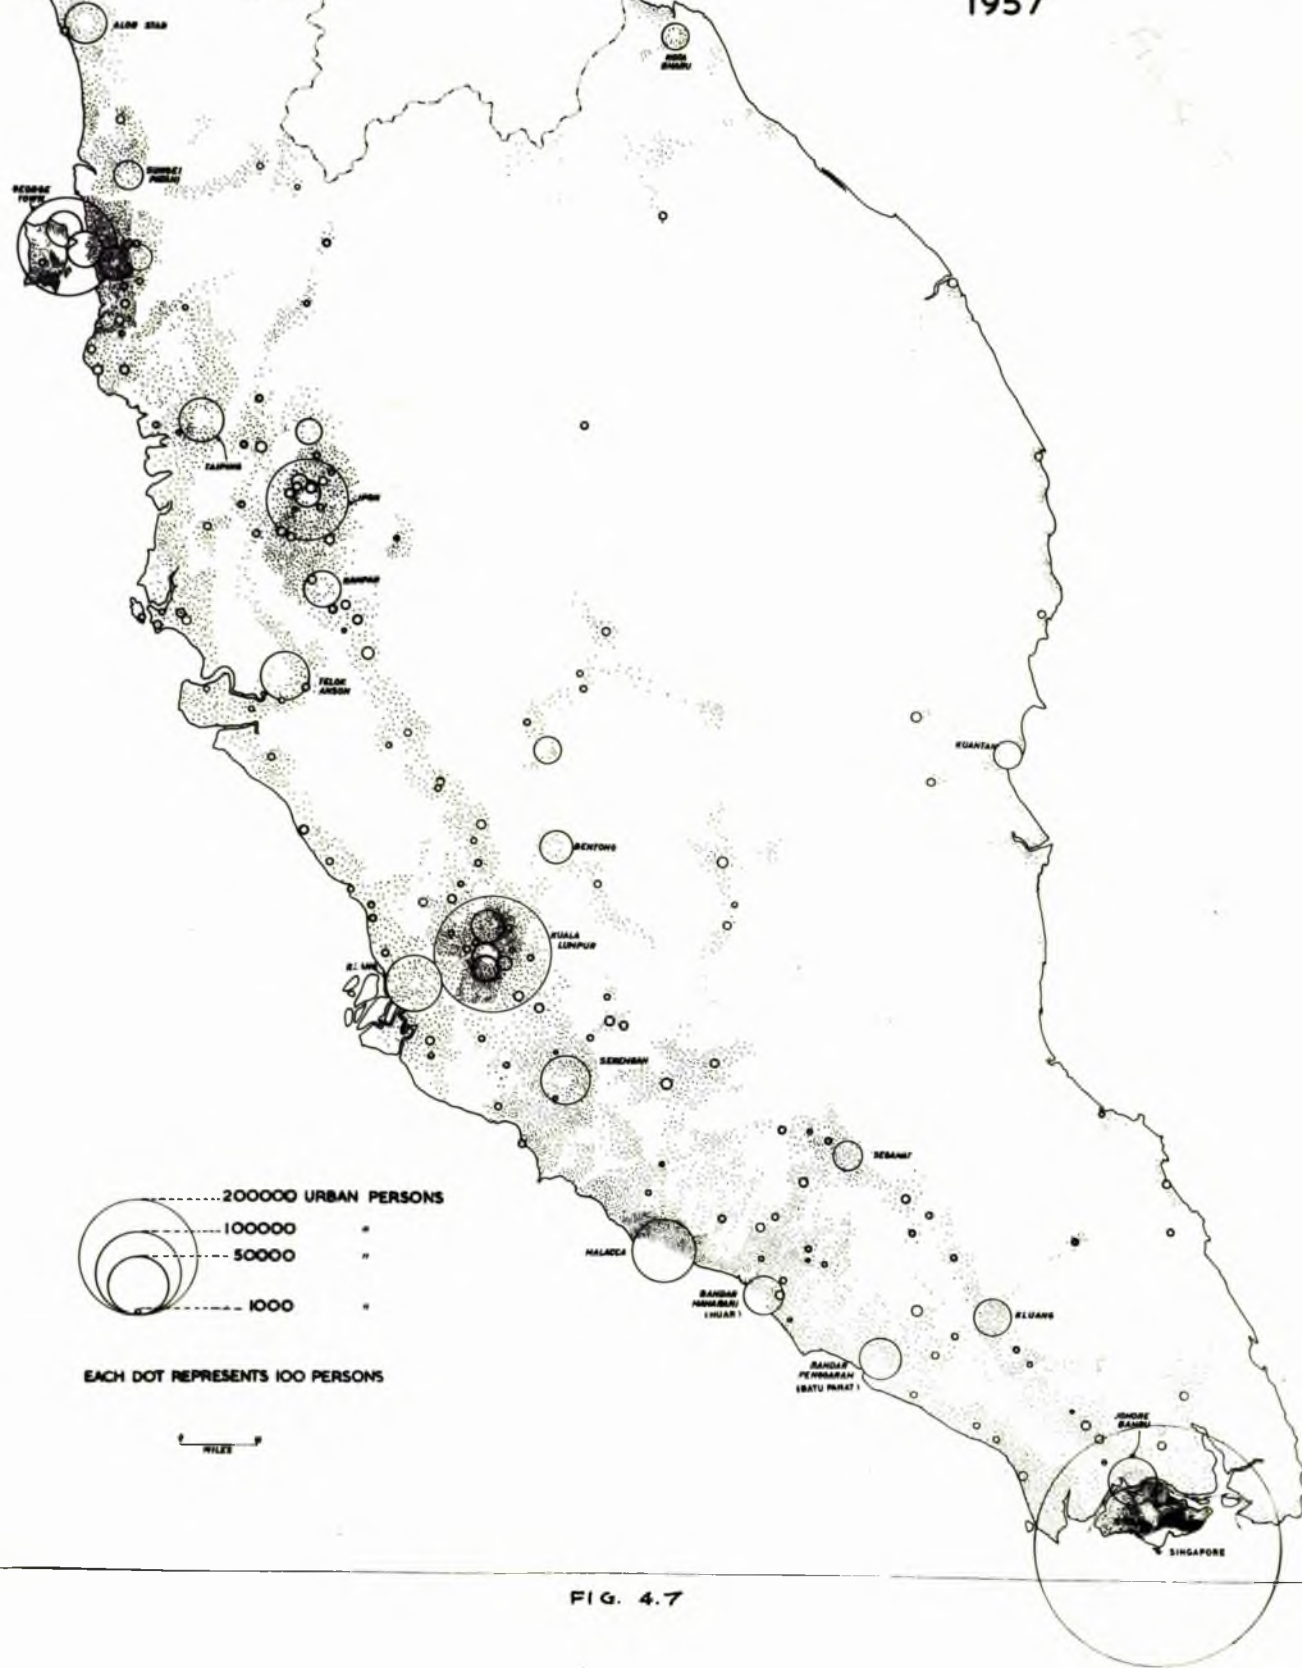 1957
ALOR STAR
KOTA
BHARU
SUNGEI
PATANI
GEORGE
TOWN
TAIPING
IPOH
KAMPAR
TELOK
ANSON
KUANTAN
BENTONG
KUALA
LUMPUR
SEREMBAN
SEGAMAT
200000 URBAN PERSONS
100000 "
50000 "
1000 "
MALACCA
BANDAR
MAHARANI
(MUAR)
KLUANG
EACH DOT REPRESENTS 100 PERSONS
BANDAR
PENGGARAM
(BATU PAHAT)
JOHORE
BAHRU
MILES
SINGAPORE
FIG. 4.7